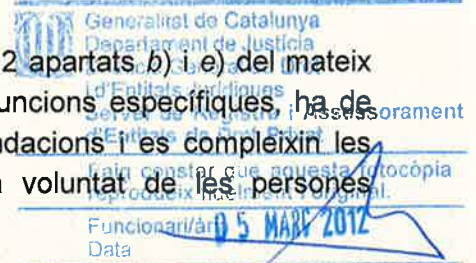 Generalitat de Catalunya
Departament de Justícia
2 apartats b) i e) del mateix
d'Entitats Jurídiques
uncions específiques, ha de
Servei de Registre i Assessorament
dacions i es compleixin les
d'Entitats de Dret Privat
Faig constar que aquesta fotocòpia
a voluntat de les persones
reprodueix fidelment l'original.
Funcionari/ària
05 MARÇ 2012
Data